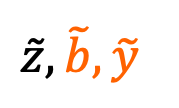 z̃, b̃, ỹ